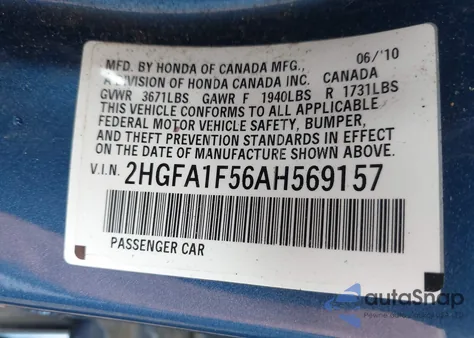 MFD. BY HONDA OF CANADA MFG., 06/'10
A DIVISION OF HONDA CANADA INC. CANADA
GVWR 3671LBS GAWR F 1940LBS R 1731LBS
THIS VEHICLE CONFORMS TO ALL APPLICABLE
FEDERAL MOTOR VEHICLE SAFETY, BUMPER,
AND THEFT PREVENTION STANDARDS IN EFFECT
ON THE DATE OF MANUFACTURE SHOWN ABOVE.
V.I.N. 2HGFA1F56AH569157
PASSENGER CAR
autoSnap